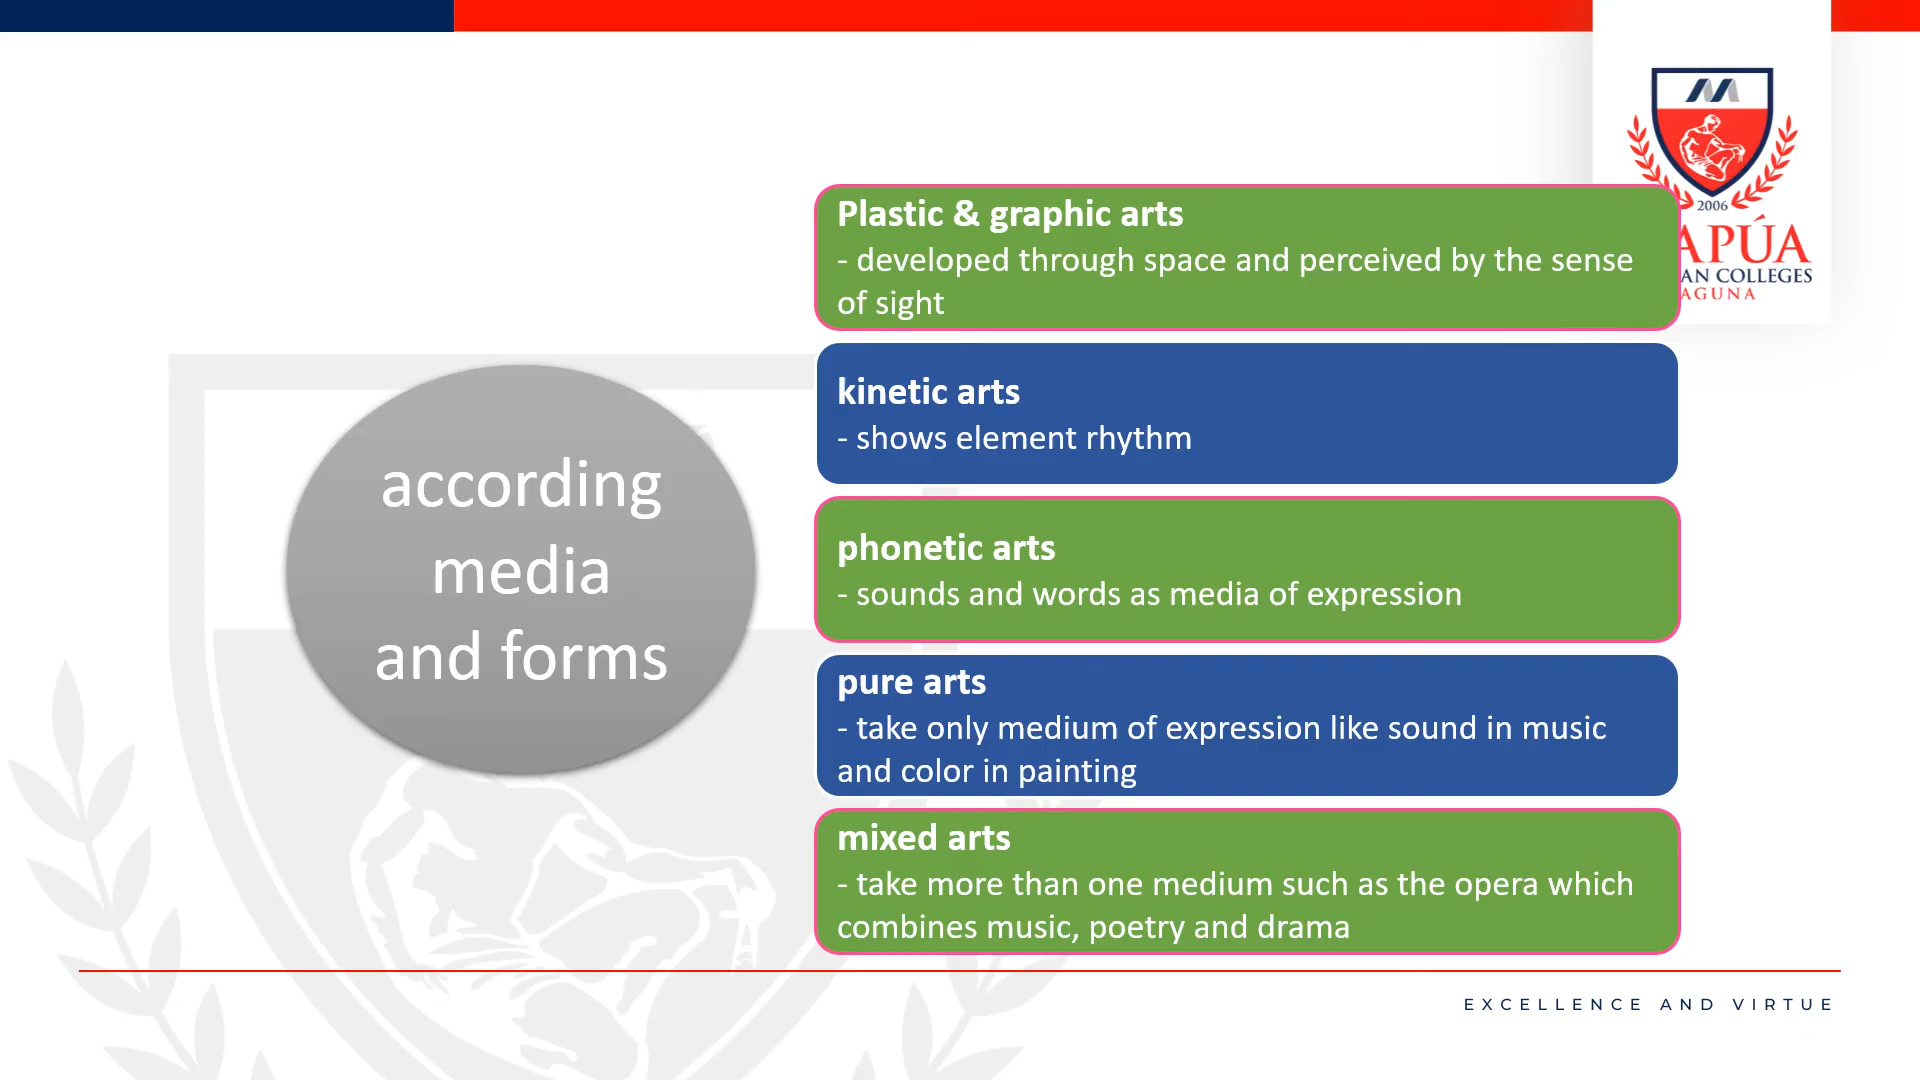 2006
APÚA
AN COLLEGES
AGUNA
according
media
and forms
Plastic & graphic arts
- developed through space and perceived by the sense
of sight
kinetic arts
- shows element rhythm
phonetic arts
- sounds and words as media of expression
pure arts
- take only medium of expression like sound in music
and color in painting
mixed arts
- take more than one medium such as the opera which
combines music, poetry and drama
EXCELLENCE AND VIRTUE